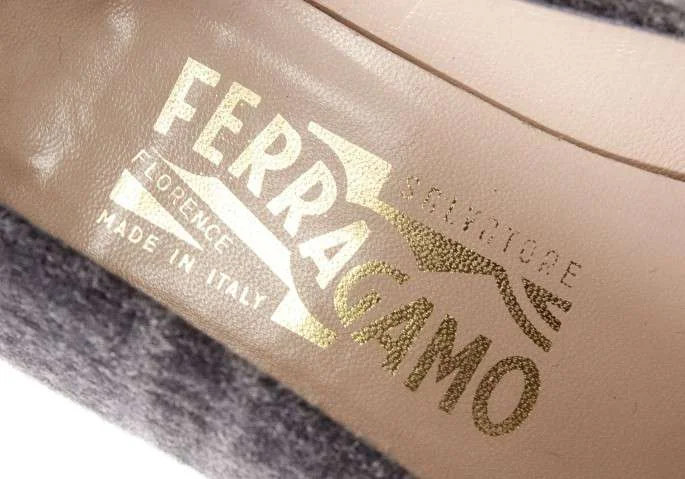 SALVATORE
FERRAGAMO
FLORENCE
MADE IN ITALY